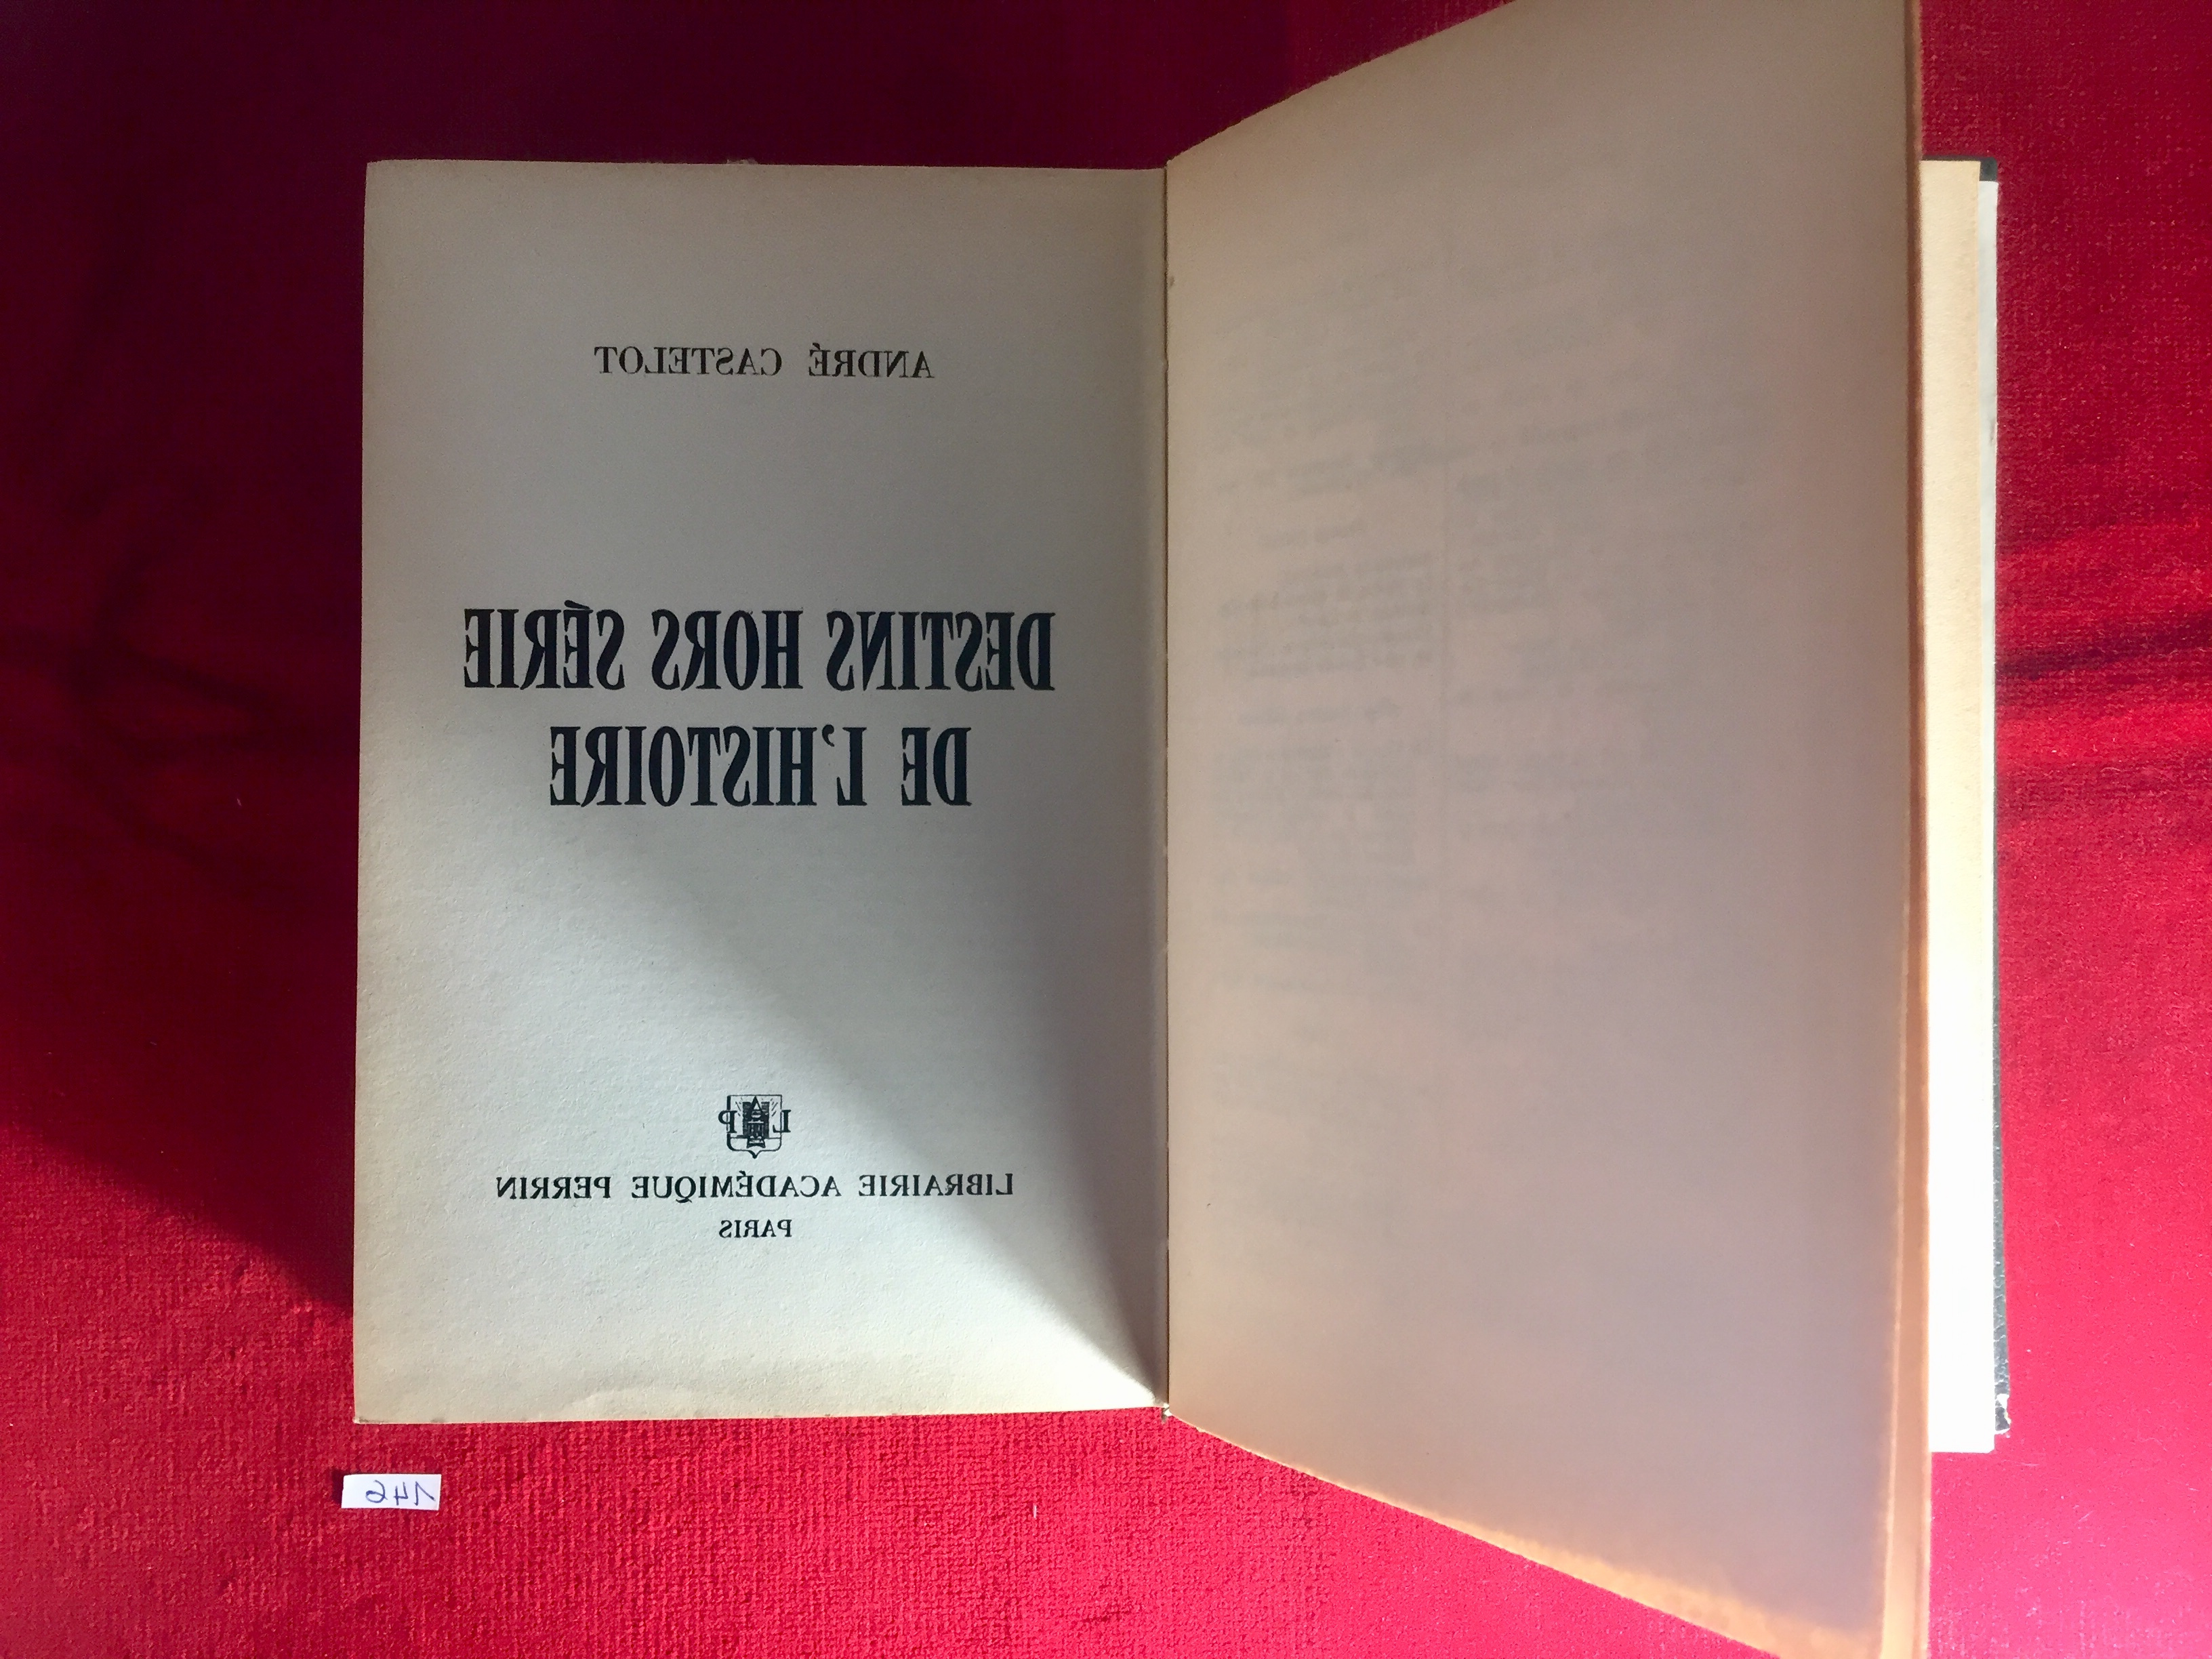 ANDRÉ CASTELOT
DESTINS HORS SÉRIE
DE L'HISTOIRE
L P
LIBRAIRIE ACADÉMIQUE PERRIN
PARIS
146